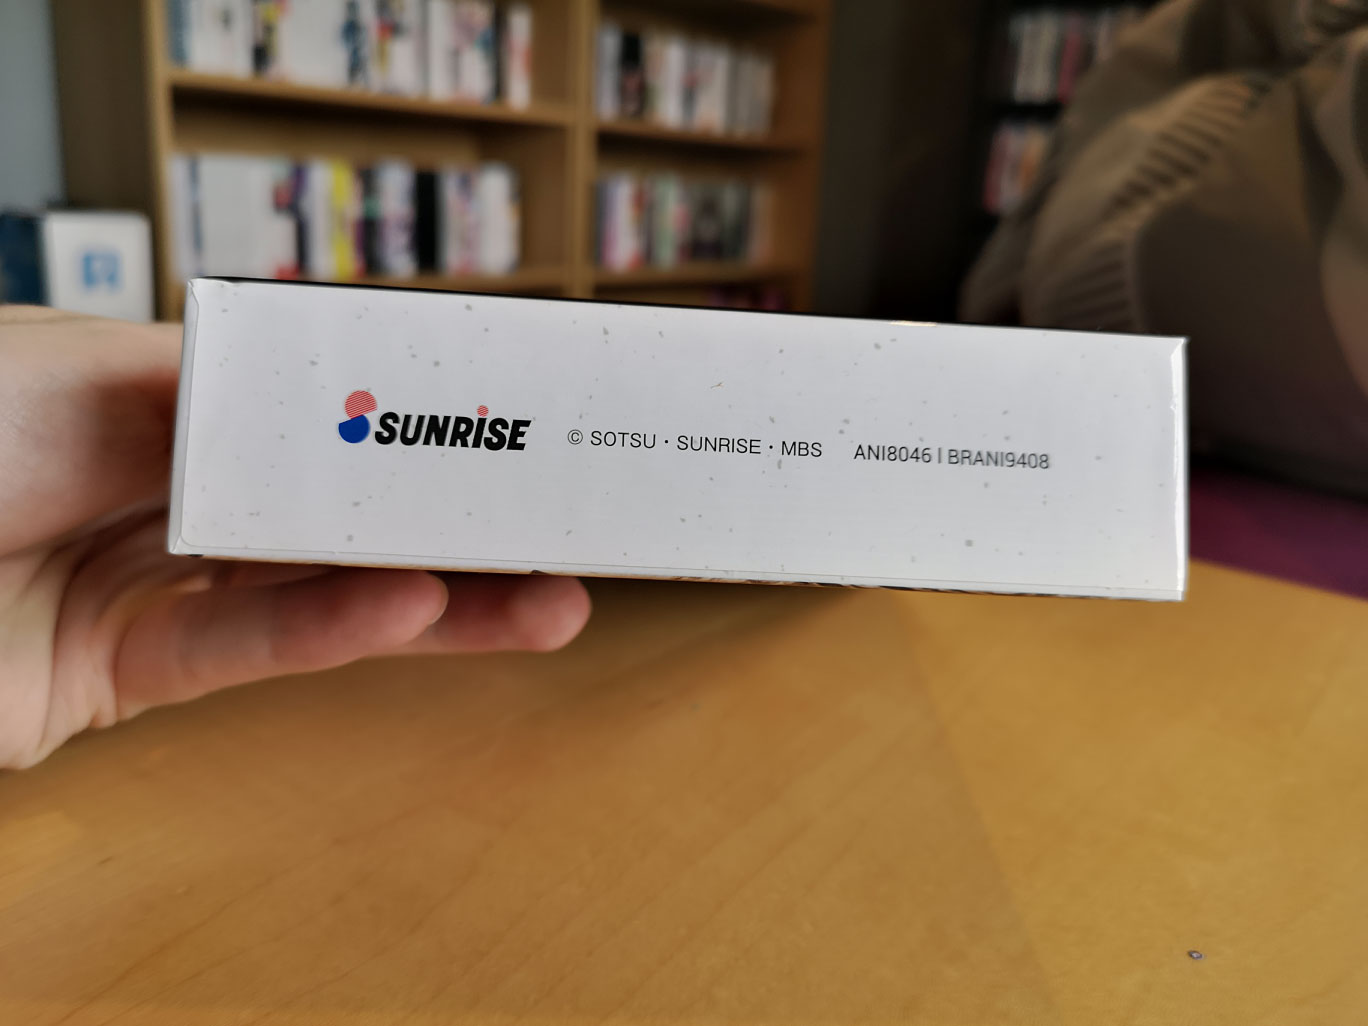 SUNRISE © SOTSU・SUNRISE・MBS ANI8046 | BRANI9408